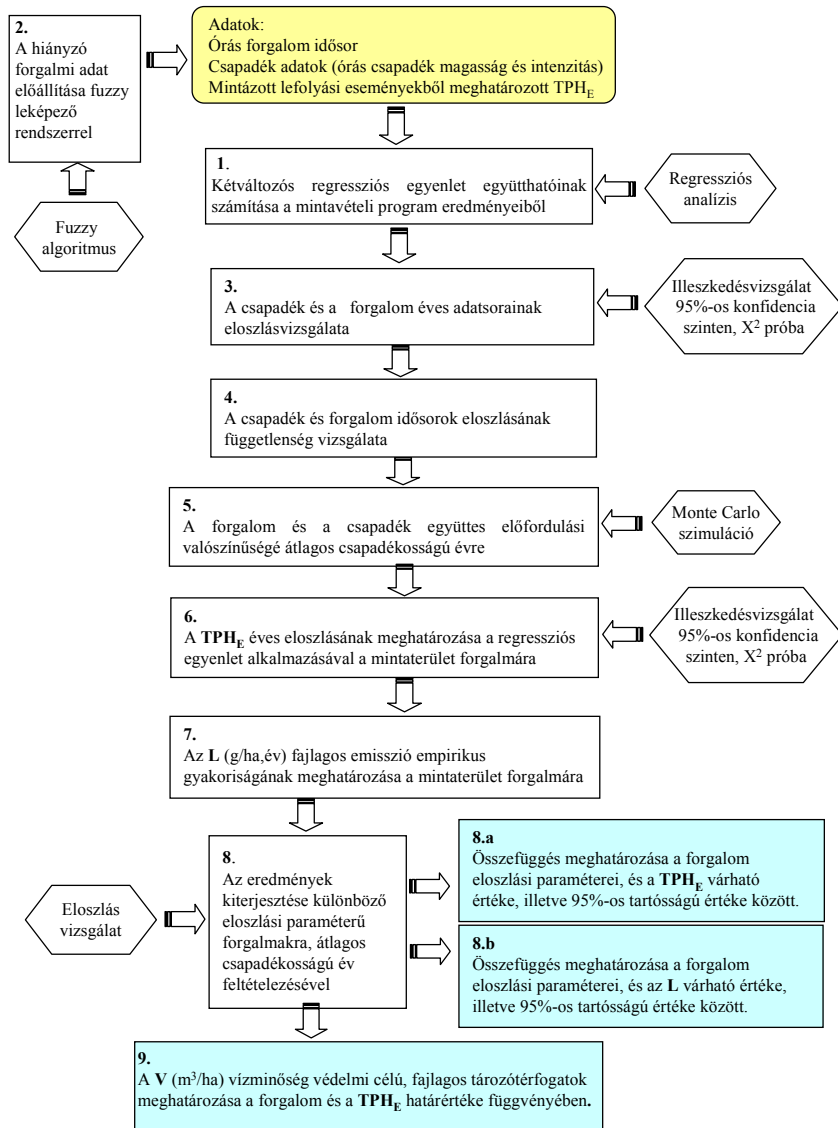 2.
A hiányzó
forgalmi adat
előállítása fuzzy
leképező
rendszerrel
Adatok:
Órás forgalom idősor
Csapadék adatok (órás csapadék magasság és intenzitás)
Mintázott lefolyási eseményekből meghatározott TPH_E
Fuzzy
algoritmus
1.
Kétváltozós regressziós egyenlet együtthatóinak
számítása a mintavételi program eredményeiből
Regressziós
analízis
3.
A csapadék és a forgalom éves adatsorainak
eloszlásvizsgálata
Illeszkedésvizsgálat
95%-os konfidencia
szinten, X² próba
4.
A csapadék és forgalom idősorok eloszlásának
függetlenség vizsgálata
5.
A forgalom és a csapadék együttes előfordulási
valószínűségé átlagos csapadékosságú évre
Monte Carlo
szimuláció
6.
A TPH_E éves eloszlásának meghatározása a regressziós
egyenlet alkalmazásával a mintaterület forgalmára
Illeszkedésvizsgálat
95%-os konfidencia
szinten, X² próba
7.
Az L (g/ha,év) fajlagos emisszió empirikus
gyakoriságának meghatározása a mintaterület forgalmára
Eloszlás
vizsgálat
8.
Az eredmények
kiterjesztése különböző
eloszlási paraméterű
forgalmakra, átlagos
csapadékosságú év
feltételezésével
8.a
Összefüggés meghatározása a forgalom
eloszlási paraméterei, és a TPH_E várható
értéke, illetve 95%-os tartósságú értéke között.
8.b
Összefüggés meghatározása a forgalom
eloszlási paraméterei, és az L várható értéke,
illetve 95%-os tartósságú értéke között.
9.
A V (m³/ha) vízminőség védelmi célú, fajlagos tározótérfogatok
meghatározása a forgalom és a TPH_E határértéke függvényében.